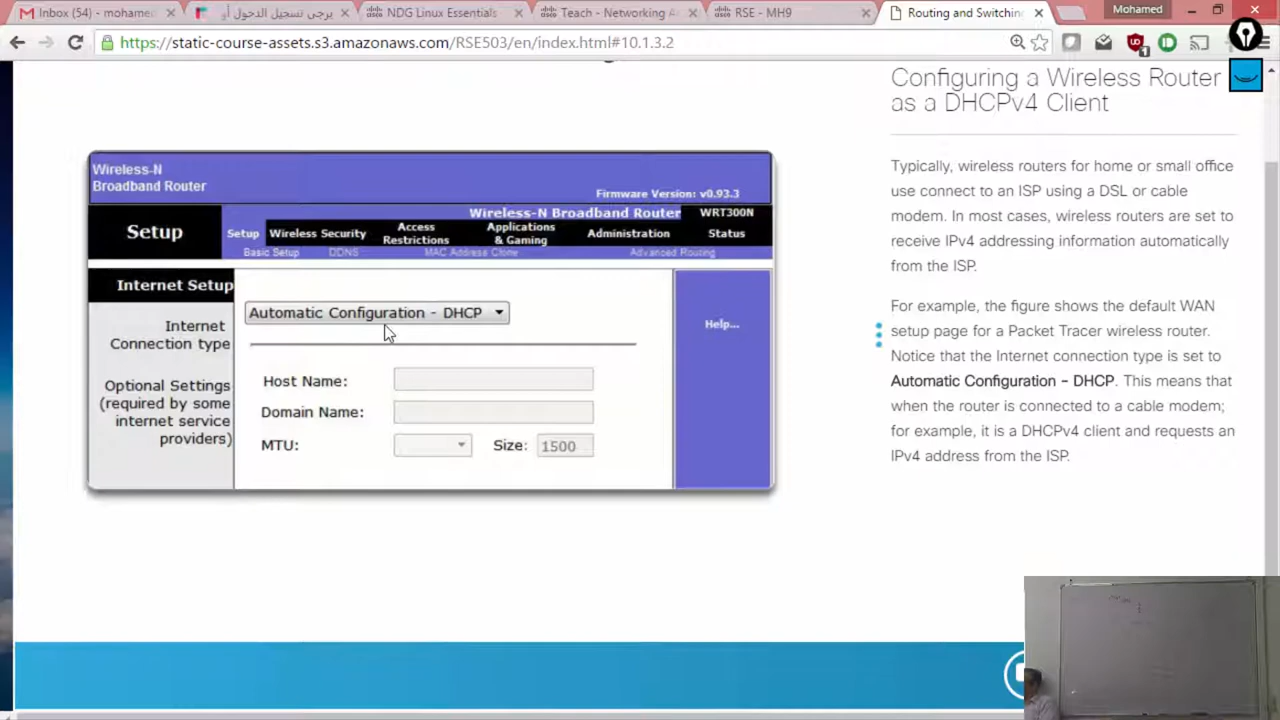 Inbox (54) - mohamed
يرجى تسجيل الدخول أو
NDG Linux Essentials
Teach - Networking A
RSE - MH9
Routing and Switching
Mohamed
https://static-course-assets.s3.amazonaws.com/RSE503/en/index.html#10.1.3.2
Configuring a Wireless Router
as a DHCPv4 Client
Wireless-N
Broadband Router
Firmware Version: v0.93.3
Wireless-N Broadband Router
WRT300N
Setup
Setup
Wireless
Security
Access
Restrictions
Applications
& Gaming
Administration
Status
Basic Setup
DDNS
MAC Address Clone
Advanced Routing
Internet Setup
Internet
Connection type
Automatic Configuration - DHCP
Help...
Optional Settings
(required by some
internet service
providers)
Host Name:
Domain Name:
MTU:
Size:
1500
Typically, wireless routers for home or small office
use connect to an ISP using a DSL or cable
modem. In most cases, wireless routers are set to
receive IPv4 addressing information automatically
from the ISP.
For example, the figure shows the default WAN
setup page for a Packet Tracer wireless router.
Notice that the Internet connection type is set to
Automatic Configuration - DHCP. This means that
when the router is connected to a cable modem;
for example, it is a DHCPv4 client and requests an
IPv4 address from the ISP.